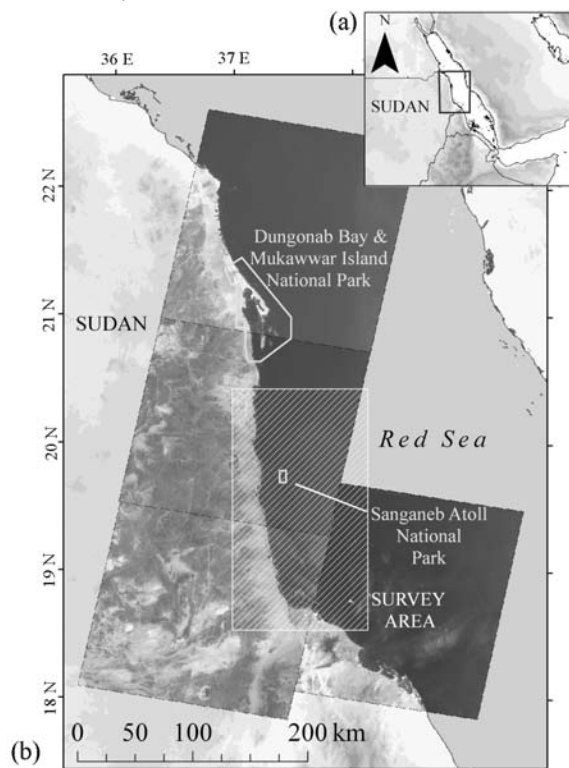 (a)
N
SUDAN
36 E
37 E
22 N
21 N
20 N
19 N
18 N
Dungonab Bay &
Mukawwar Island
National Park
SUDAN
Red Sea
Sanganeb Atoll
National
Park
SURVEY
AREA
0 50 100 200 km
(b)